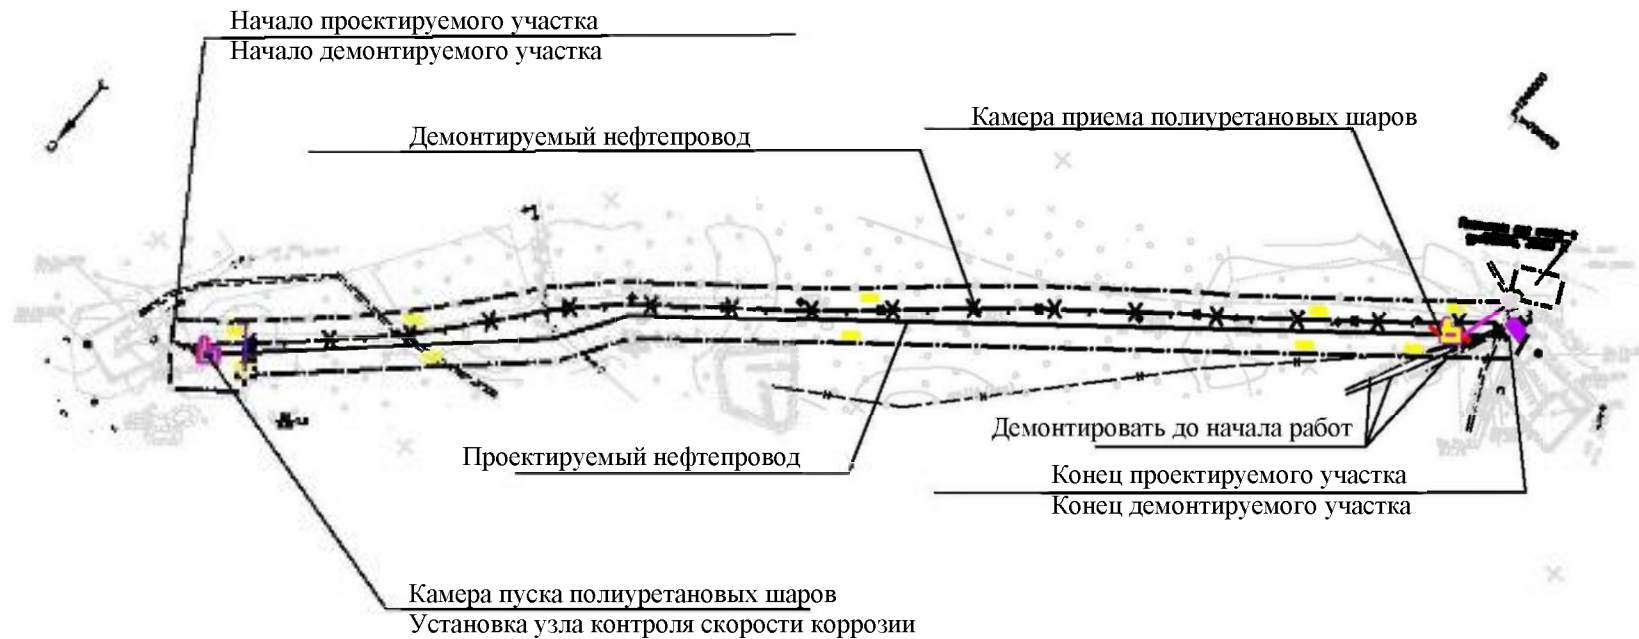 Начало проектируемого участка
Начало демонтируемого участка
Камера приема полиуретановых шаров
Демонтируемый нефтепровод
Демонтировать до начала работ
Проектируемый нефтепровод
Конец проектируемого участка
Конец демонтируемого участка
Камера пуска полиуретановых шаров
Установка узла контроля скорости коррозии